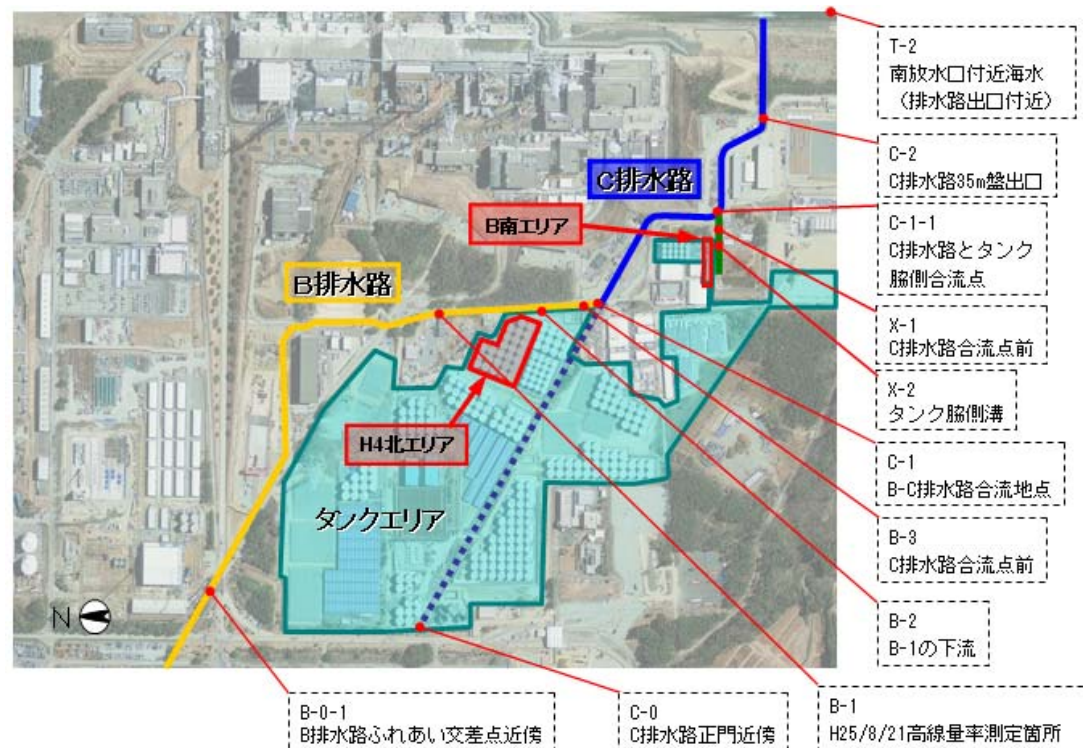 T-2
南放水口付近海水
（排水路出口付近）
C-2
C排水路35m盤出口
C排水路
B南エリア
C-1-1
C排水路とタンク
脇側合流点
B排水路
X-1
C排水路合流点前
X-2
タンク脇側溝
H4北エリア
C-1
B-C排水路合流地点
タンクエリア
B-3
C排水路合流点前
N
B-2
B-1の下流
B-0-1
B排水路ふれあい交差点近傍
C-0
C排水路正門近傍
B-1
H25/8/21高線量率測定箇所